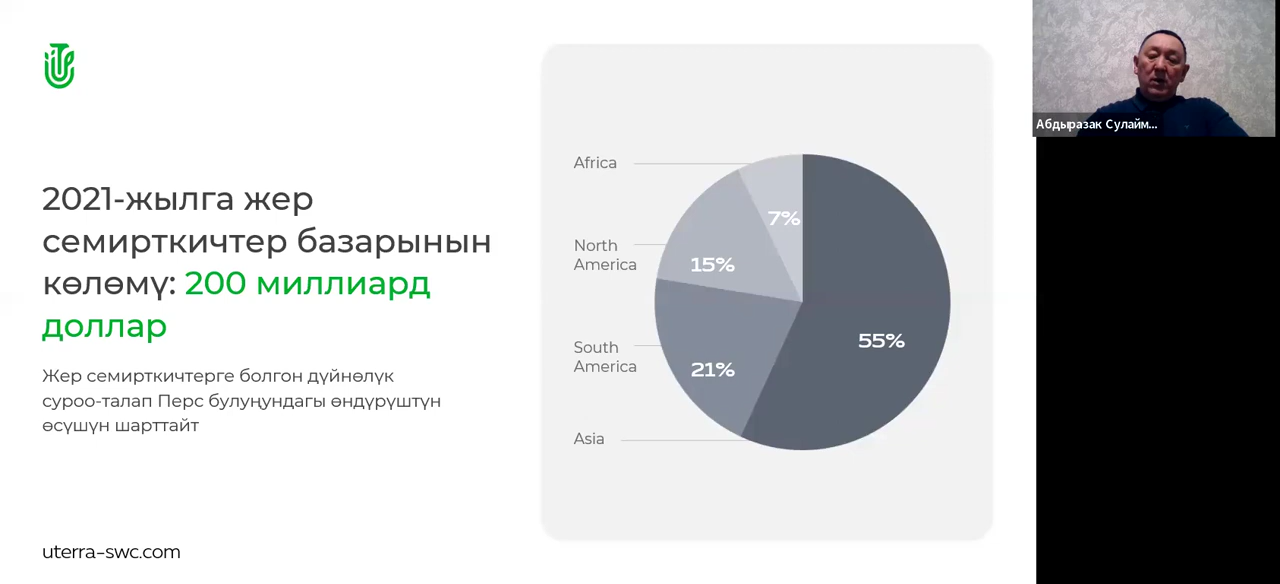 2021-жылга жер
семирткичтер базарынын
көлөмү: 200 миллиард
доллар
Жер семирткичтерге болгон дүйнөлүк
суроо-талап Перс булуңундагы өндүрүштүн
өсүшүн шарттайт
uterra-swc.com
Africa
7%
North
America
15%
South
America
21%
55%
Asia
Абдыразак Сулайм...